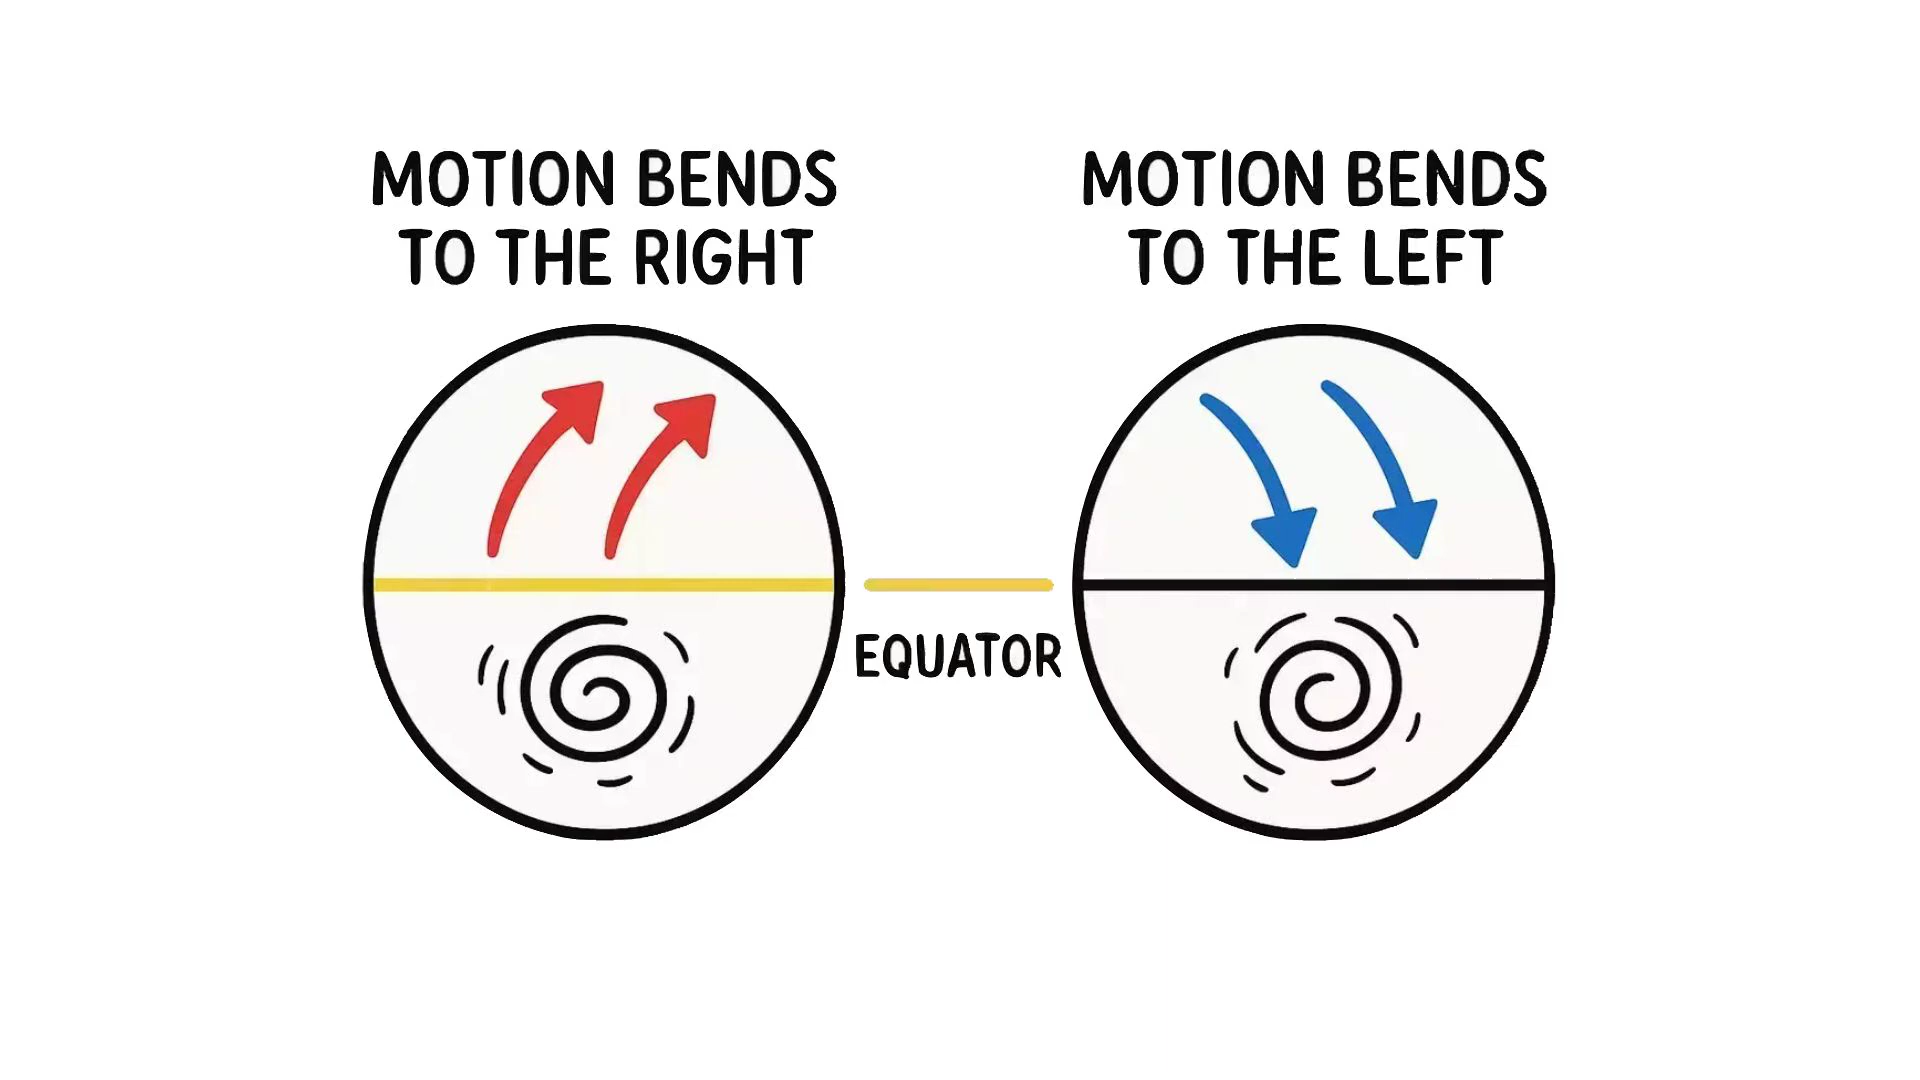 MOTION BENDS
TO THE RIGHT
MOTION BENDS
TO THE LEFT
EQUATOR